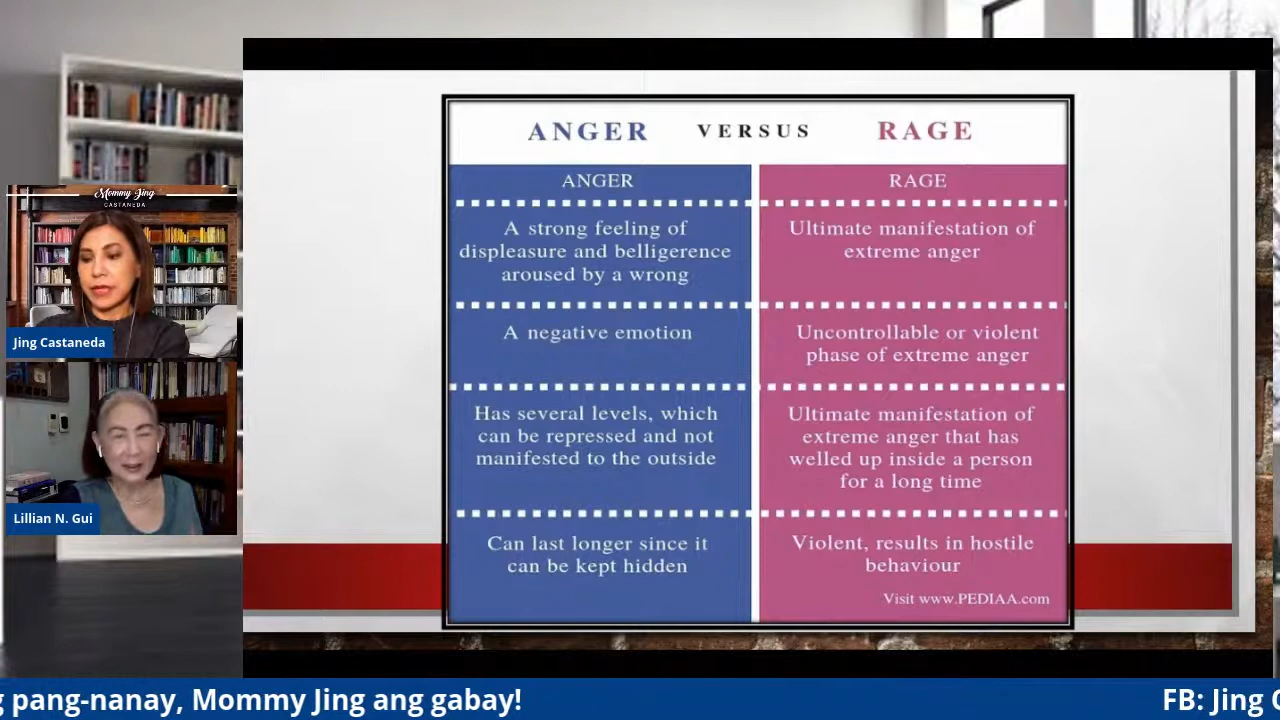 Mommy Jing
CASTANEDA
Jing Castaneda
Lillian N. Gui
ANGER VERSUS RAGE
ANGER
A strong feeling of
displeasure and belligerence
aroused by a wrong
A negative emotion
Has several levels, which
can be repressed and not
manifested to the outside
Can last longer since it
can be kept hidden
RAGE
Ultimate manifestation of
extreme anger
Uncontrollable or violent
phase of extreme anger
Ultimate manifestation of
extreme anger that has
welled up inside a person
for a long time
Violent, results in hostile
behaviour
Visit www.PEDIAA.com
pang-nanay, Mommy Jing ang gabay!
FB: Jing